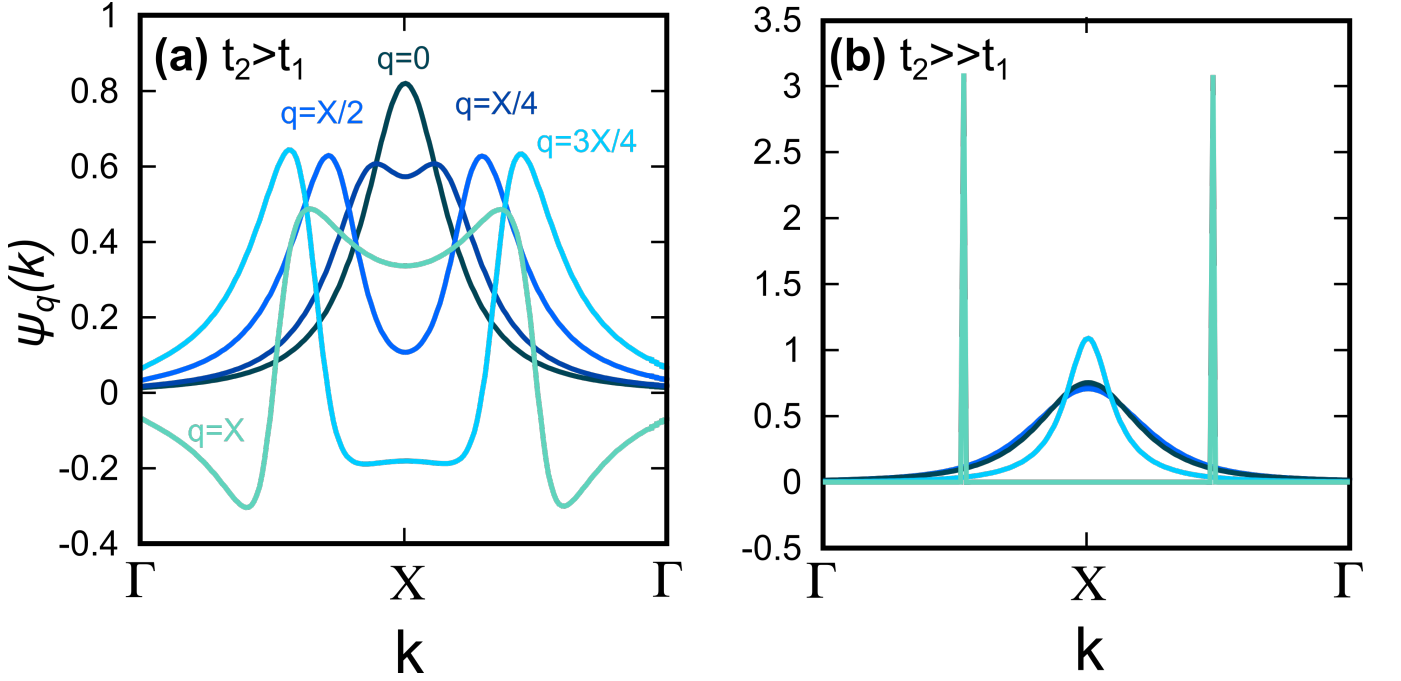 (a) t₂>t₁
q=0
q=X/2
q=X/4
q=3X/4
q=X
1
0.8
0.6
0.4
0.2
0
-0.2
-0.4
ψq(k)
Γ X Γ
k
(b) t₂>>t₁
3.5
3
2.5
2
1.5
1
0.5
0
-0.5
Γ X Γ
k